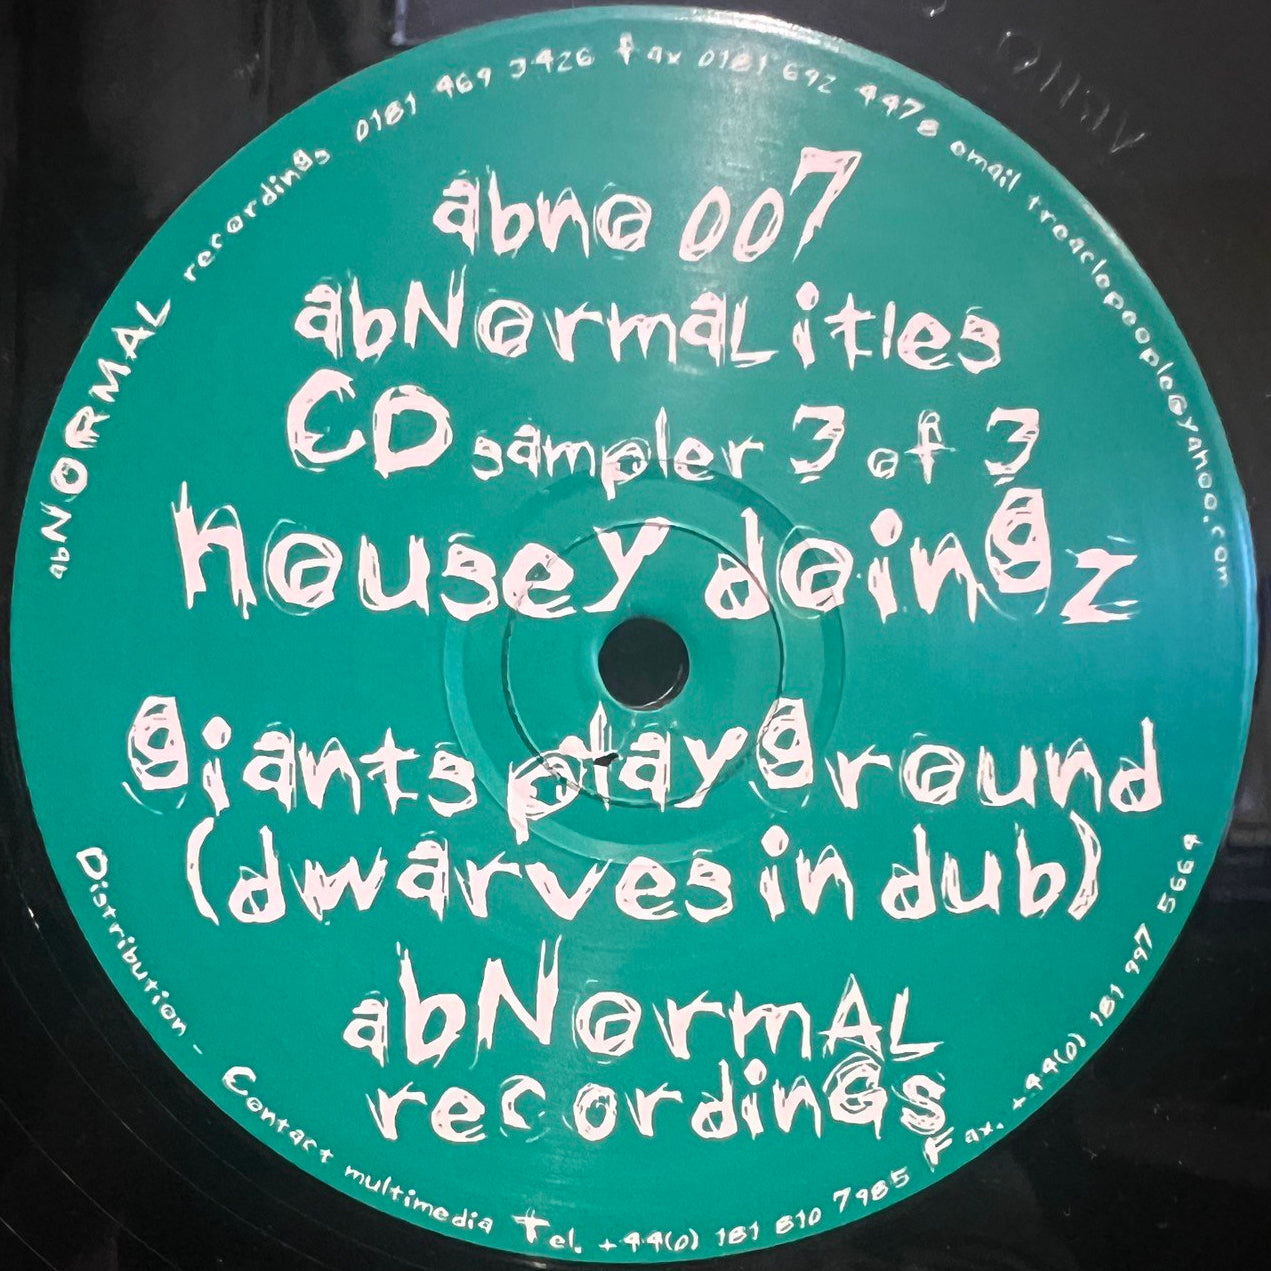 abNORMAL recordings 0181 469 3426 fax 0181 692 4478 email treaclepeople@yahoo.com
abno 007
abNormaLitIes
CD sampler 3 of 3
housey doingz
giants playground
(dwarves in dub)
abNormAL
recordings
Distribution - Contact multimedia Tel. +44(0) 181 810 7985 Fax. +44(0) 181 997 5664